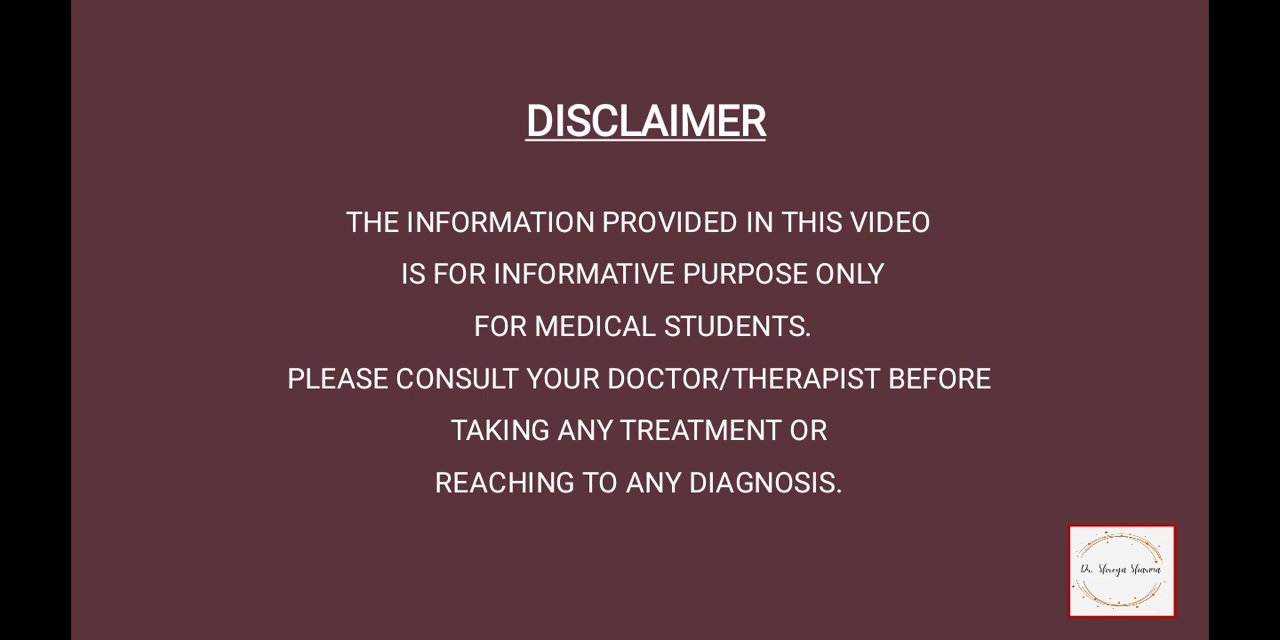 DISCLAIMER
THE INFORMATION PROVIDED IN THIS VIDEO
IS FOR INFORMATIVE PURPOSE ONLY
FOR MEDICAL STUDENTS.
PLEASE CONSULT YOUR DOCTOR/THERAPIST BEFORE
TAKING ANY TREATMENT OR
REACHING TO ANY DIAGNOSIS.
Dr. Shreya Sharma